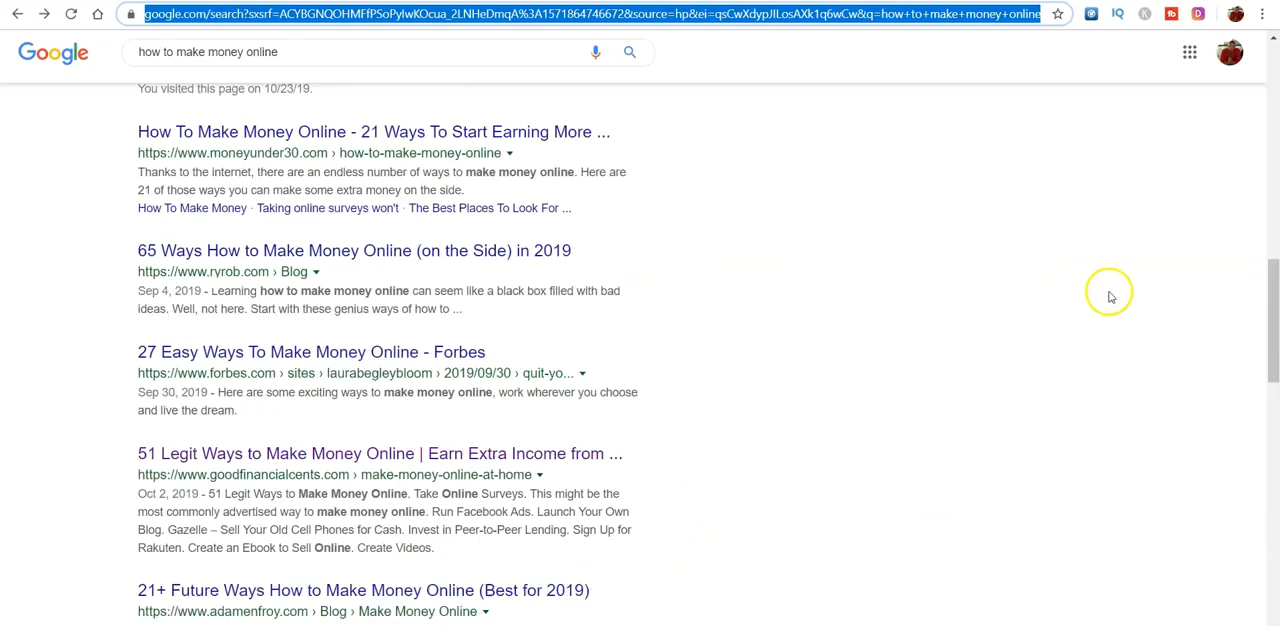 google.com/search?sxsrf=ACYBGNQOHMFfPSoPylwKOcua_2LNHeDmqA%3A1571864746672&source=hp&ei=qsCwXdypJILosAXk1q6wCw&q=how+to+make+money+online
IQ
K
tb
D
Google
how to make money online
You visited this page on 10/23/19.
How To Make Money Online - 21 Ways To Start Earning More ...
https://www.moneyunder30.com › how-to-make-money-online
Thanks to the internet, there are an endless number of ways to make money online. Here are
21 of those ways you can make some extra money on the side.
How To Make Money · Taking online surveys won't · The Best Places To Look For ...
65 Ways How to Make Money Online (on the Side) in 2019
https://www.ryrob.com › Blog
Sep 4, 2019 - Learning how to make money online can seem like a black box filled with bad
ideas. Well, not here. Start with these genius ways of how to ...
27 Easy Ways To Make Money Online - Forbes
https://www.forbes.com › sites › laurabegleybloom › 2019/09/30 › quit-yo...
Sep 30, 2019 - Here are some exciting ways to make money online, work wherever you choose
and live the dream.
51 Legit Ways to Make Money Online | Earn Extra Income from ...
https://www.goodfinancialcents.com › make-money-online-at-home
Oct 2, 2019 - 51 Legit Ways to Make Money Online. Take Online Surveys. This might be the
most commonly advertised way to make money online. Run Facebook Ads. Launch Your Own
Blog. Gazelle – Sell Your Old Cell Phones for Cash. Invest in Peer-to-Peer Lending. Sign Up for
Rakuten. Create an Ebook to Sell Online. Create Videos.
21+ Future Ways How to Make Money Online (Best for 2019)
https://www.adamenfroy.com › Blog › Make Money Online